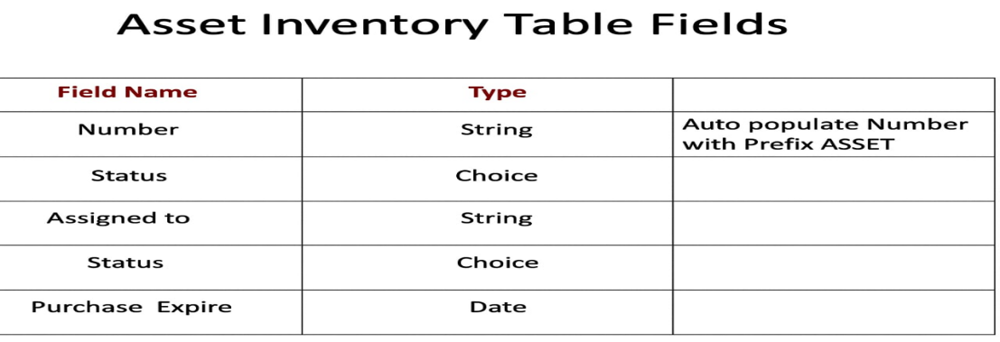 Asset Inventory Table Fields
Field Name Type
Number String Auto populate Number
with Prefix ASSET
Status Choice
Assigned to String
Status Choice
Purchase Expire Date